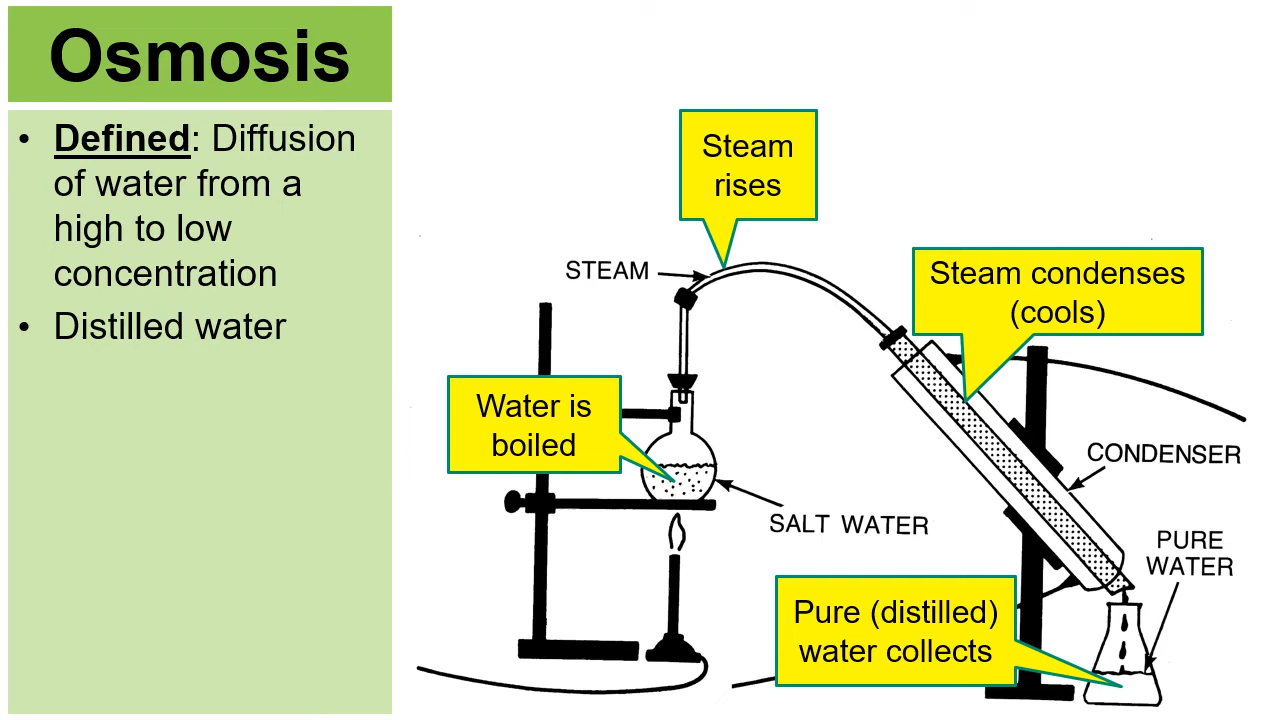 Osmosis
• Defined: Diffusion
of water from a
high to low
concentration
• Distilled water
Steam
rises
STEAM
Steam condenses
(cools)
Water is
boiled
CONDENSER
SALT WATER
PURE
WATER
Pure (distilled)
water collects